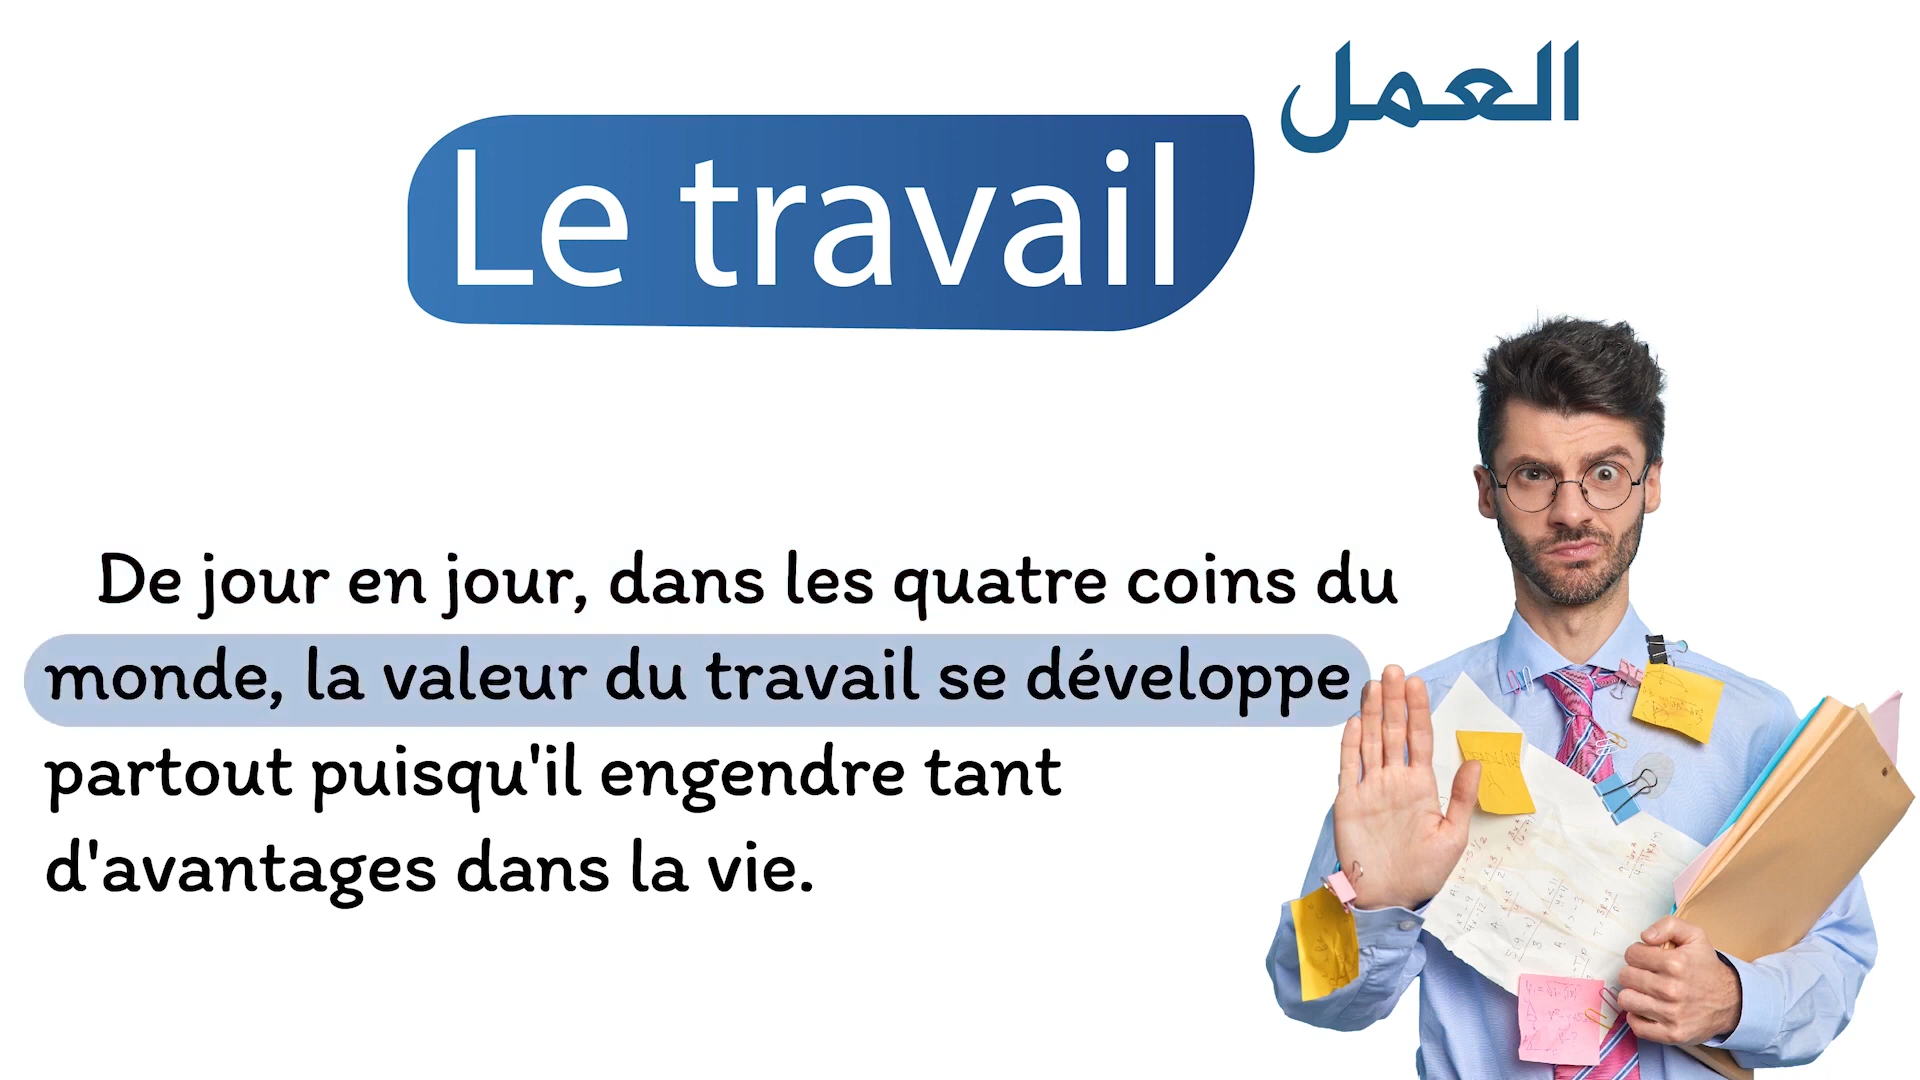 العمل
Le travail
De jour en jour, dans les quatre coins du
monde, la valeur du travail se développe
partout puisqu'il engendre tant
d'avantages dans la vie.